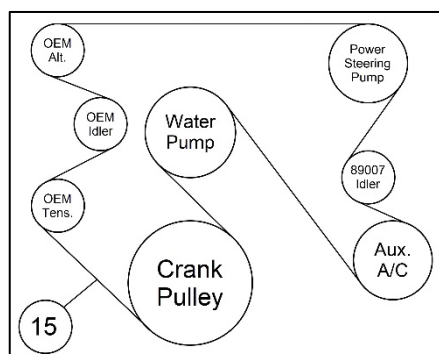 OEM
Alt.
Power
Steering
Pump
OEM
Idler
Water
Pump
89007
Idler
OEM
Tens.
Aux.
A/C
Crank
Pulley
15